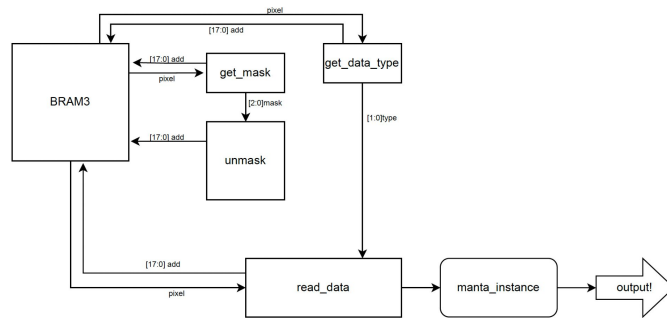 pixel
[17:0] add
[17:0] add
pixel
get_mask
get_data_type
BRAM3
[2:0]mask
[17:0] add
[1:0]type
unmask
[17:0] add
pixel
read_data
manta_instance
output!